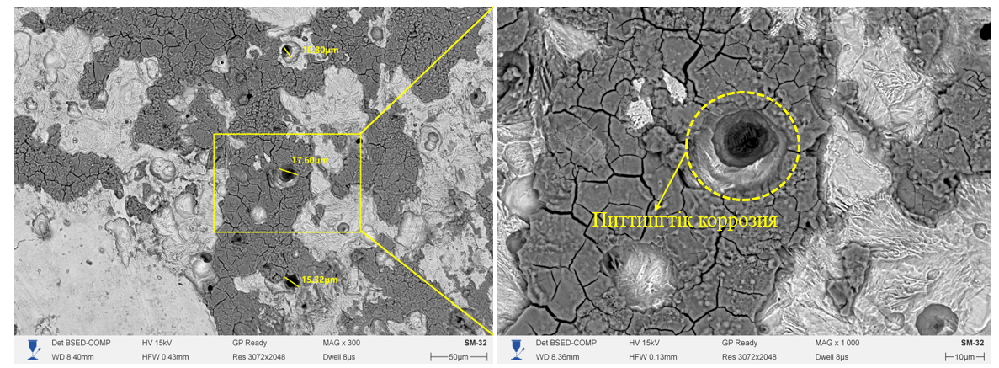 10.80μm
17.60μm
15.32μm
Питтингтік коррозия
Det BSED-COMP HV 15kV GP Ready MAG x 300 SM-32
WD 8.40mm HFW 0.43mm Res 3072x2048 Dwell 8μs 50μm
Det BSED-COMP HV 15kV GP Ready MAG x 1 000 SM-32
WD 8.36mm HFW 0.13mm Res 3072x2048 Dwell 8μs 10μm